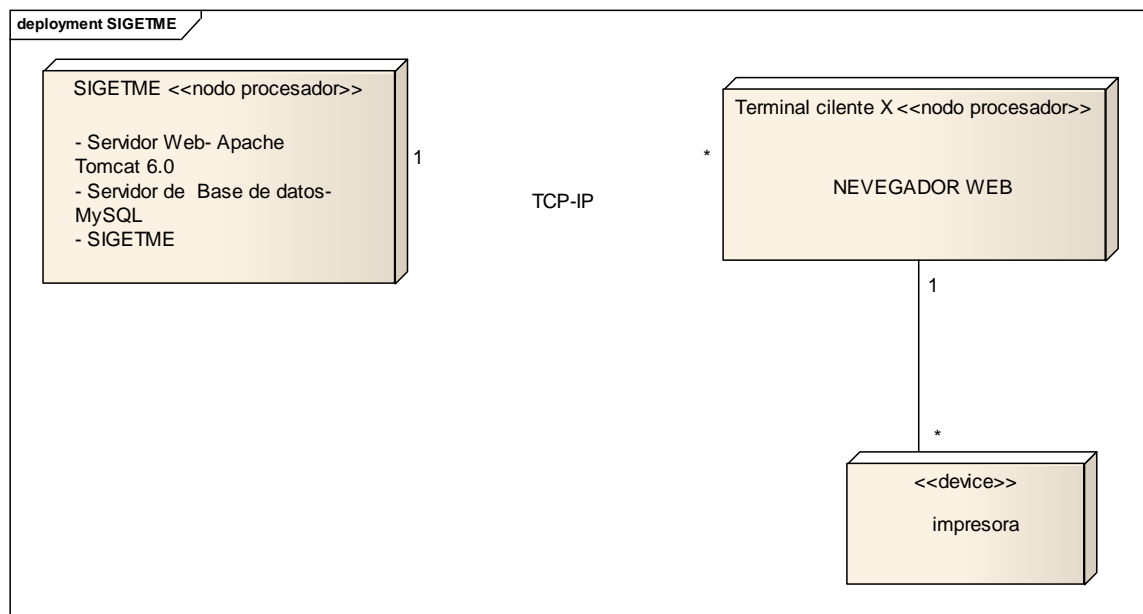 deployment SIGETME
SIGETME <<nodo procesador>>
- Servidor Web- Apache
Tomcat 6.0
- Servidor de Base de datos-
MySQL
- SIGETME
1
*
TCP-IP
Terminal cilente X <<nodo procesador>>
NEVEGADOR WEB
1
*
<<device>>
impresora